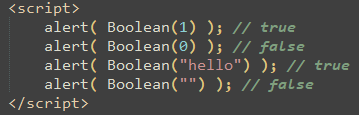 <script>
    alert( Boolean(1) ); // true
    alert( Boolean(0) ); // false
    alert( Boolean("hello") ); // true
    alert( Boolean("") ); // false
</script>